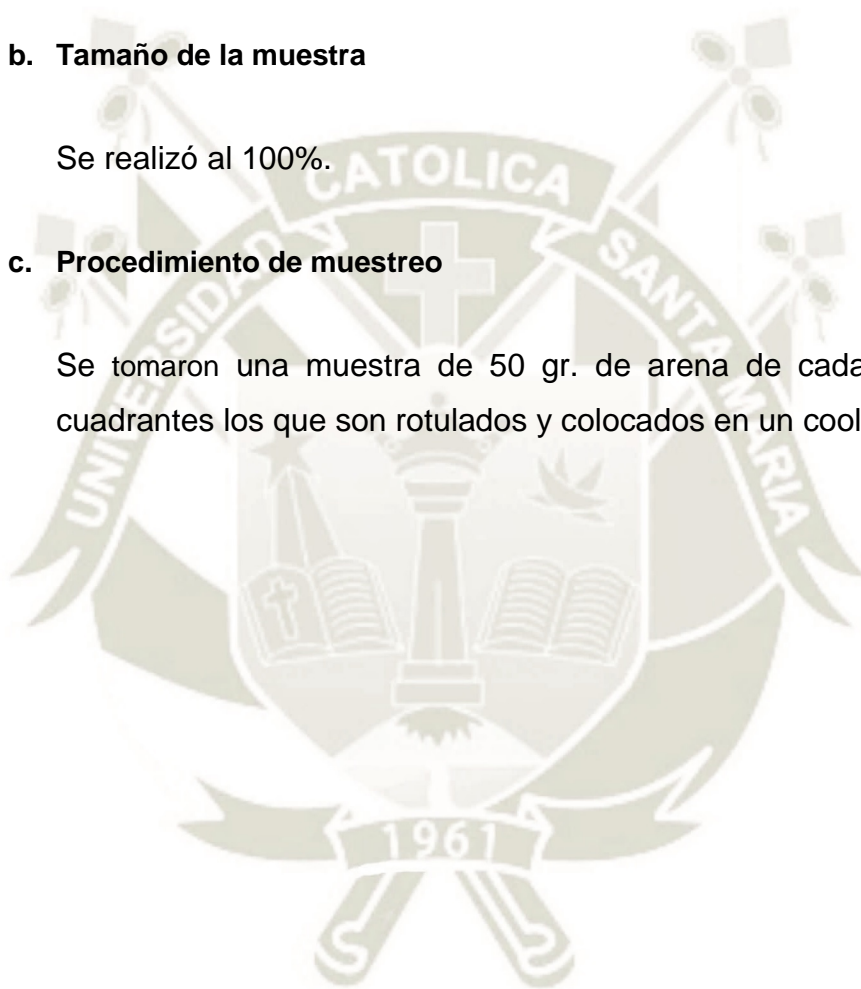 b. Tamaño de la muestra
Se realizó al 100%.
c. Procedimiento de muestreo
Se tomaron una muestra de 50 gr. de arena de cada
cuadrantes los que son rotulados y colocados en un cool
UNIVERSIDAD CATOLICA SANTA MARIA
1961